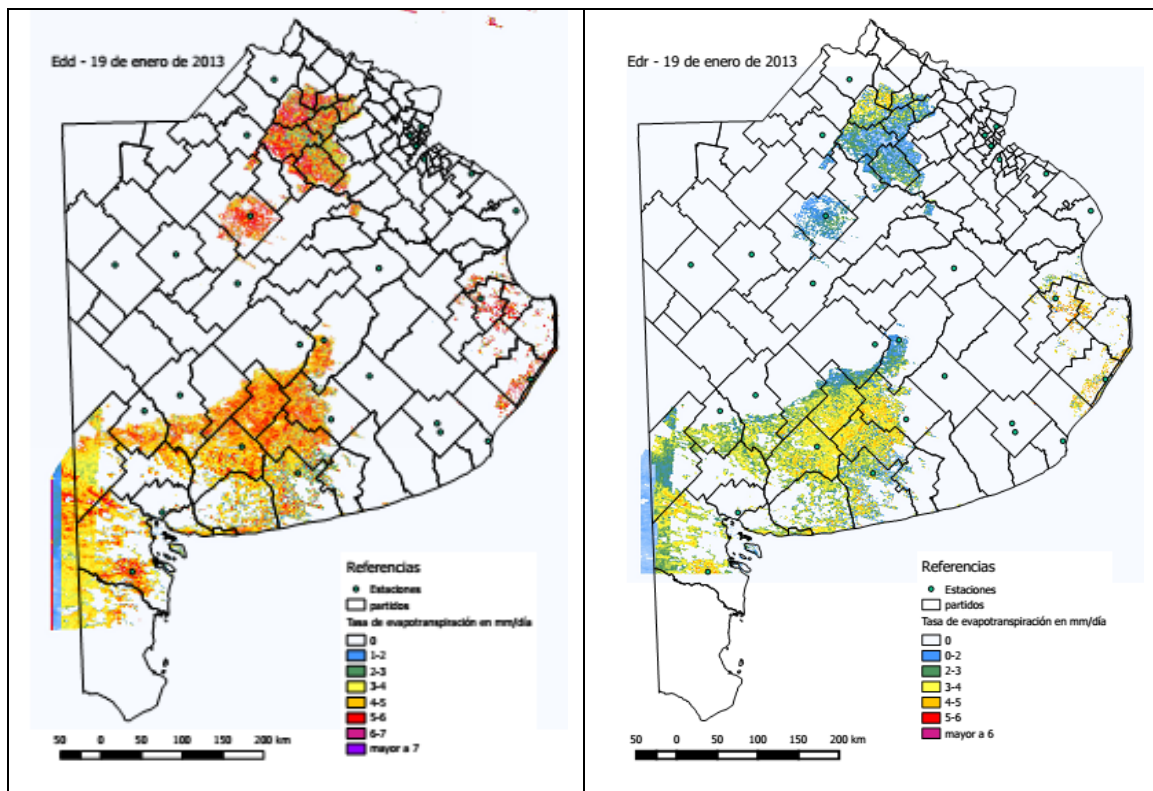 Edd - 19 de enero de 2013
Referencias
Estaciones
partidos
Tasa de evapotranspiración en mm/día
0
1-2
2-3
3-4
4-5
5-6
6-7
mayor a 7
50 0 50 100 150 200 km
Edr - 19 de enero de 2013
Referencias
Estaciones
partidos
Tasa de evapotranspiración en mm/día
0
0-2
2-3
3-4
4-5
5-6
mayor a 6
50 0 50 100 150 200 km